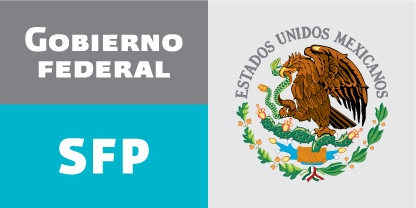 GOBIERNO
FEDERAL
SFP
ESTADOS UNIDOS MEXICANOS